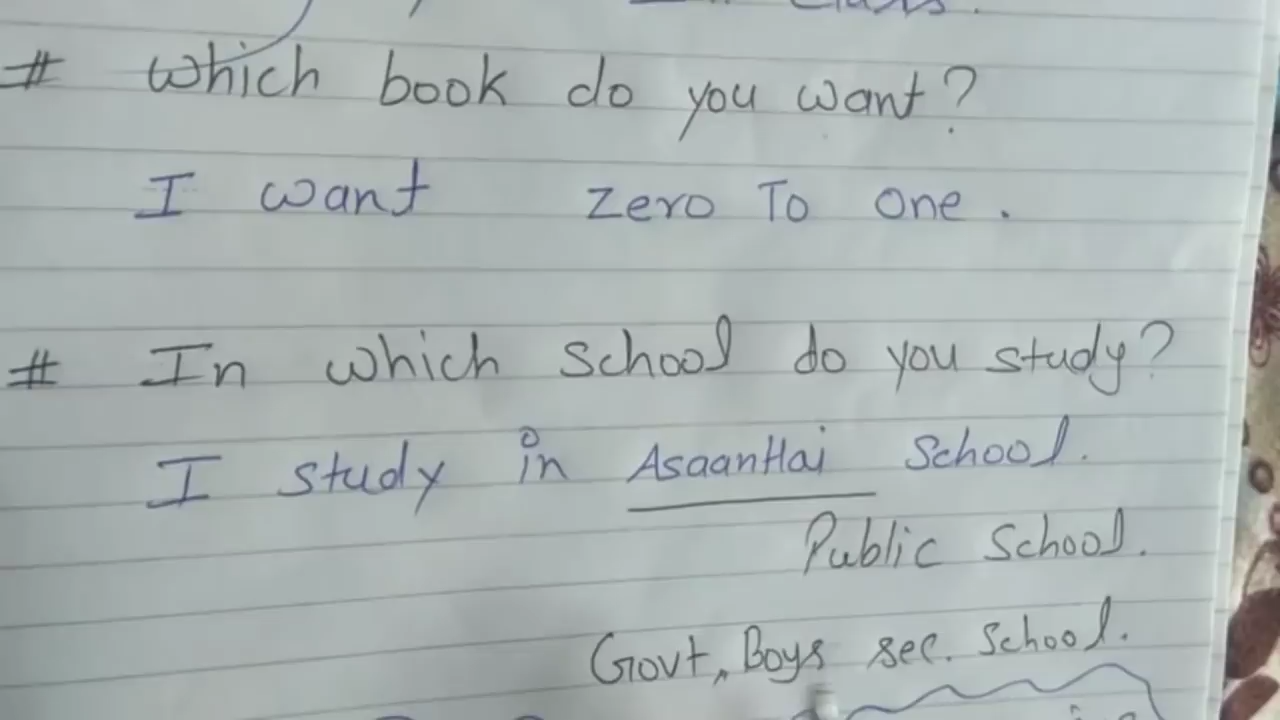 class.
# Which book do you want?
I want Zero To One.
# In which school do you study?
I study in AsaanHai School.
Public School.
Govt, Boys sec. School.